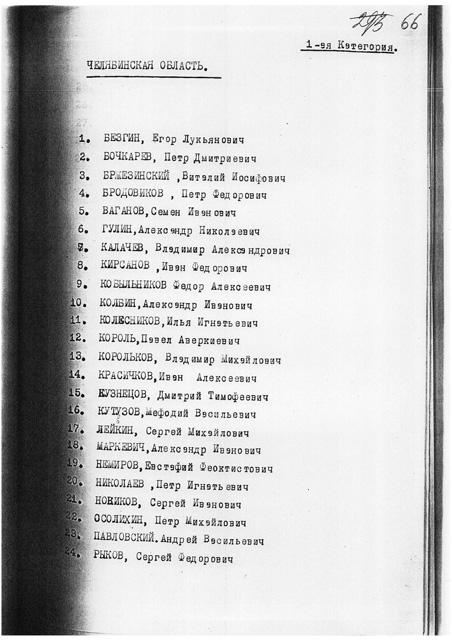 293 66
1-ая Категория.
ЧЕЛЯБИНСКАЯ ОБЛАСТЬ.
1. БЕЗГИН, Егор Лукьянович
2. БОЧКАРЕВ, Петр Дмитриевич
3. БРЖЕЗИНСКИЙ ,Виталий Иосифович
4. БРОДОВИКОВ , Петр Федорович
5. ВАГАНОВ,Семен Иванович
6. ГУЛИН,Александр Николаевич
7. КАЛАЧЕВ, Владимир Александрович
8. КИРСАНОВ ,Иван Федорович
9. КОБЫЛЬНИКОВ Федор Алексеевич
10. КОЛБИН,Александр Иванович
11. КОЛЕСНИКОВ,Илья Игнатьевич
12. КОРОЛЬ,Павел Аверкиевич
13. КОРОЛЬКОВ, Владимир Михайлович
14. КРАСИЧКОВ,Иван Алексеевич
15. КУЗНЕЦОВ, Дмитрий Тимофеевич
16. КУТУЗОВ,Мефодий Васильевич
17. ЛЕЙКИН, Сергей Михайлович
18. МАРКЕВИЧ,Александр Иванович
19. НЕМИРОВ,Евстафий Феоктистович
20. НИКОЛАЕВ ,Петр Игнатьевич
21. НОВИКОВ, Сергей Иванович
22. ОСОЛИХИН, Петр Михайлович
23. ПАВЛОВСКИЙ.Андрей Васильевич
24. РЫКОВ, Сергей Федорович